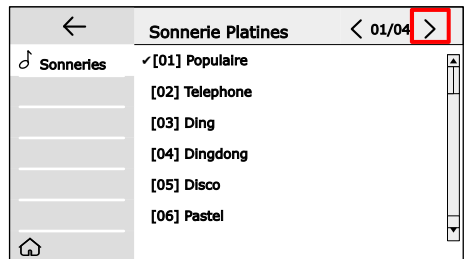 Sonnerie Platines
01/04
Sonneries
✔[01] Populaire
[02] Telephone
[03] Ding
[04] Dingdong
[05] Disco
[06] Pastel